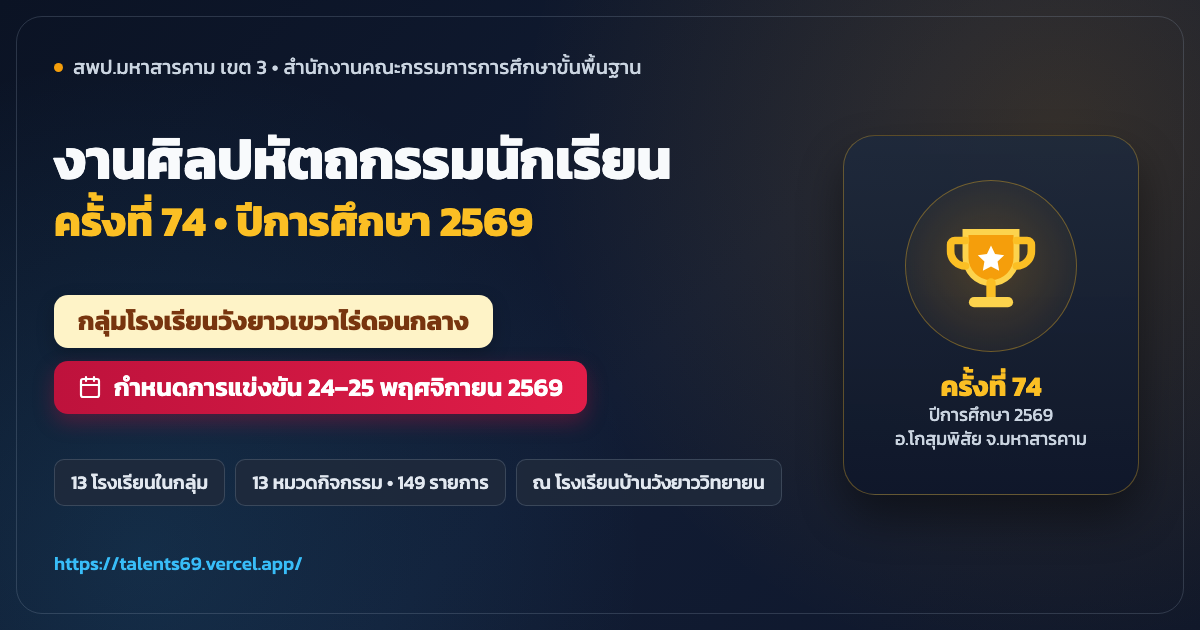 สพป.มหาสารคาม เขต 3 • สำนักงานคณะกรรมการการศึกษาขั้นพื้นฐาน
งานศิลปหัตถกรรมนักเรียน
ครั้งที่ 74 • ปีการศึกษา 2569
กลุ่มโรงเรียนวังยาวเขวาไร่ดอนกลาง
กำหนดการแข่งขัน 24–25 พฤศจิกายน 2569
13 โรงเรียนในกลุ่ม
13 หมวดกิจกรรม • 149 รายการ
ณ โรงเรียนบ้านวังยาววิทยายน
https://talents69.vercel.app/
ครั้งที่ 74
ปีการศึกษา 2569
อ.โกสุมพิสัย จ.มหาสารคาม